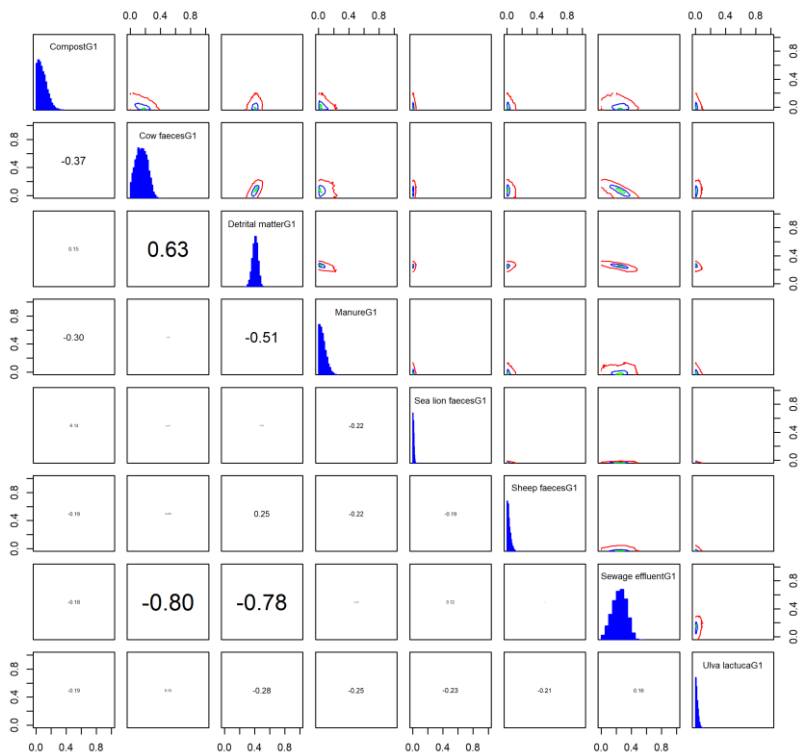 0.0 0.4 0.8 0.0 0.4 0.8 0.0 0.4 0.8 0.0 0.4 0.8
CompostG1
0.0 0.4 0.8
0.0 0.4 0.8
-0.37
Cow faecesG1
0.15
0.63
Detrital matterG1
0.0 0.4 0.8
0.0 0.4 0.8
-0.30
-0.51
ManureG1
0.14
-0.22
Sea lion faecesG1
0.0 0.4 0.8
0.0 0.4 0.8
-0.19
0.25
-0.22
-0.19
Sheep faecesG1
-0.18
-0.80
-0.78
0.12
Sewage effluentG1
0.0 0.4 0.8
0.0 0.4 0.8
-0.19
-0.28
-0.25
-0.23
-0.21
Ulva lactucaG1
0.0 0.4 0.8 0.0 0.4 0.8 0.0 0.4 0.8 0.0 0.4 0.8